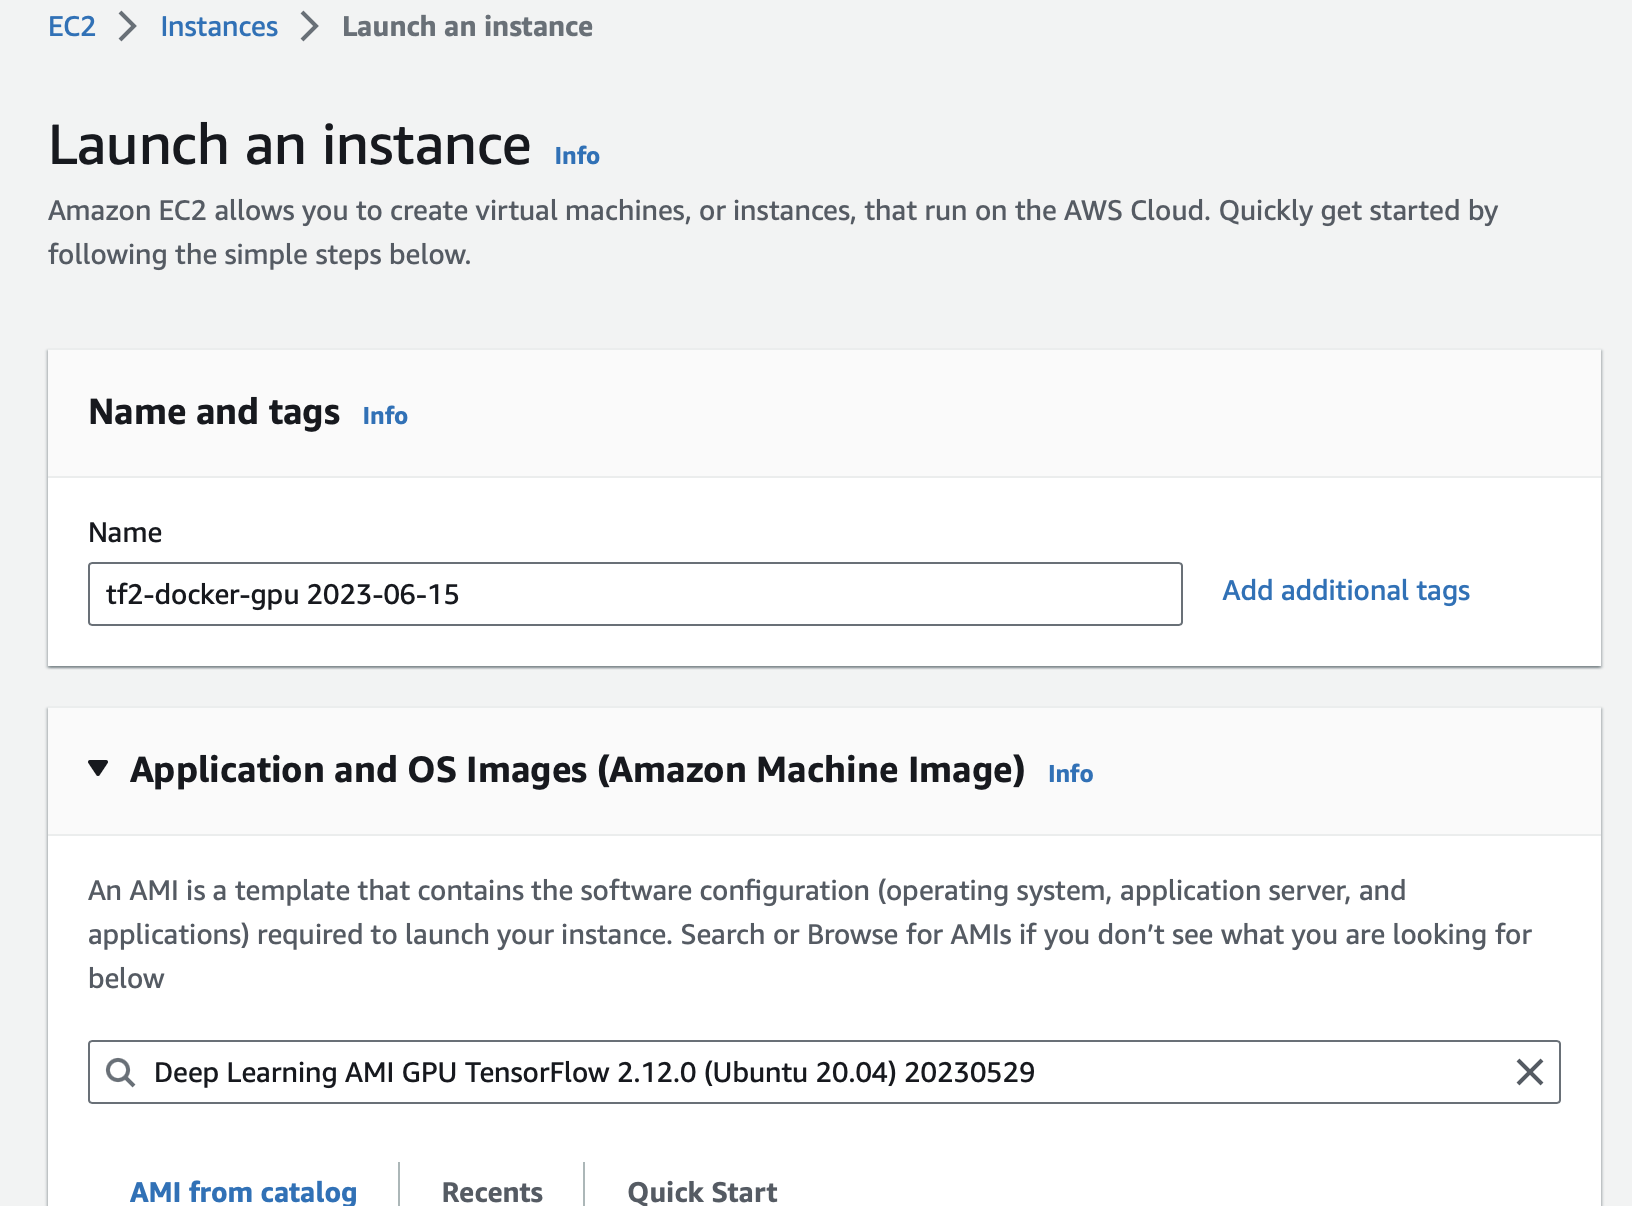 EC2 > Instances > Launch an instance
Launch an instance Info
Amazon EC2 allows you to create virtual machines, or instances, that run on the AWS Cloud. Quickly get started by
following the simple steps below.
Name and tags Info
Name
tf2-docker-gpu 2023-06-15 Add additional tags
Application and OS Images (Amazon Machine Image) Info
An AMI is a template that contains the software configuration (operating system, application server, and
applications) required to launch your instance. Search or Browse for AMIs if you don’t see what you are looking for
below
Deep Learning AMI GPU TensorFlow 2.12.0 (Ubuntu 20.04) 20230529
AMI from catalog Recents Quick Start